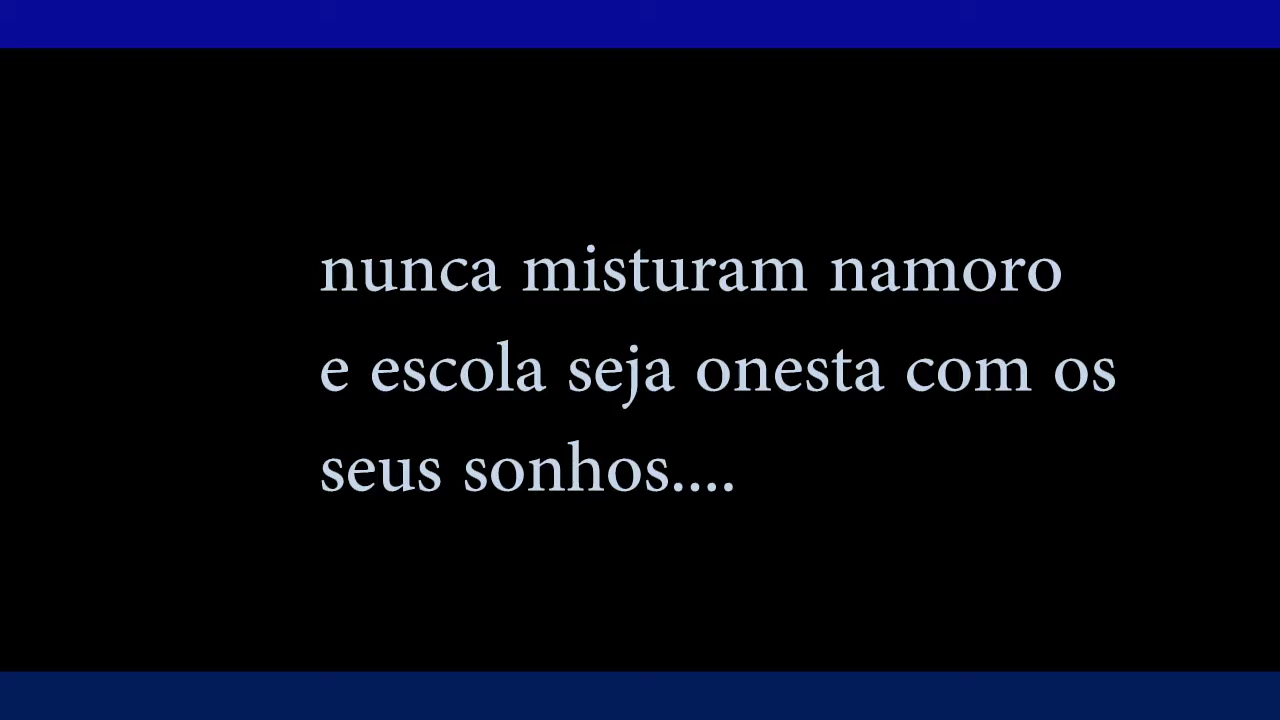 nunca misturam namoro
e escola seja onesta com os
seus sonhos....